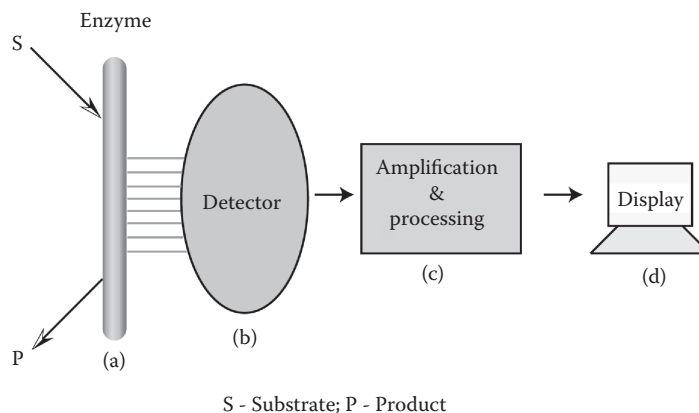 Enzyme
S
Detector
Amplification
&
processing
Display
P
(a)
(b)
(c)
(d)
S - Substrate; P - Product